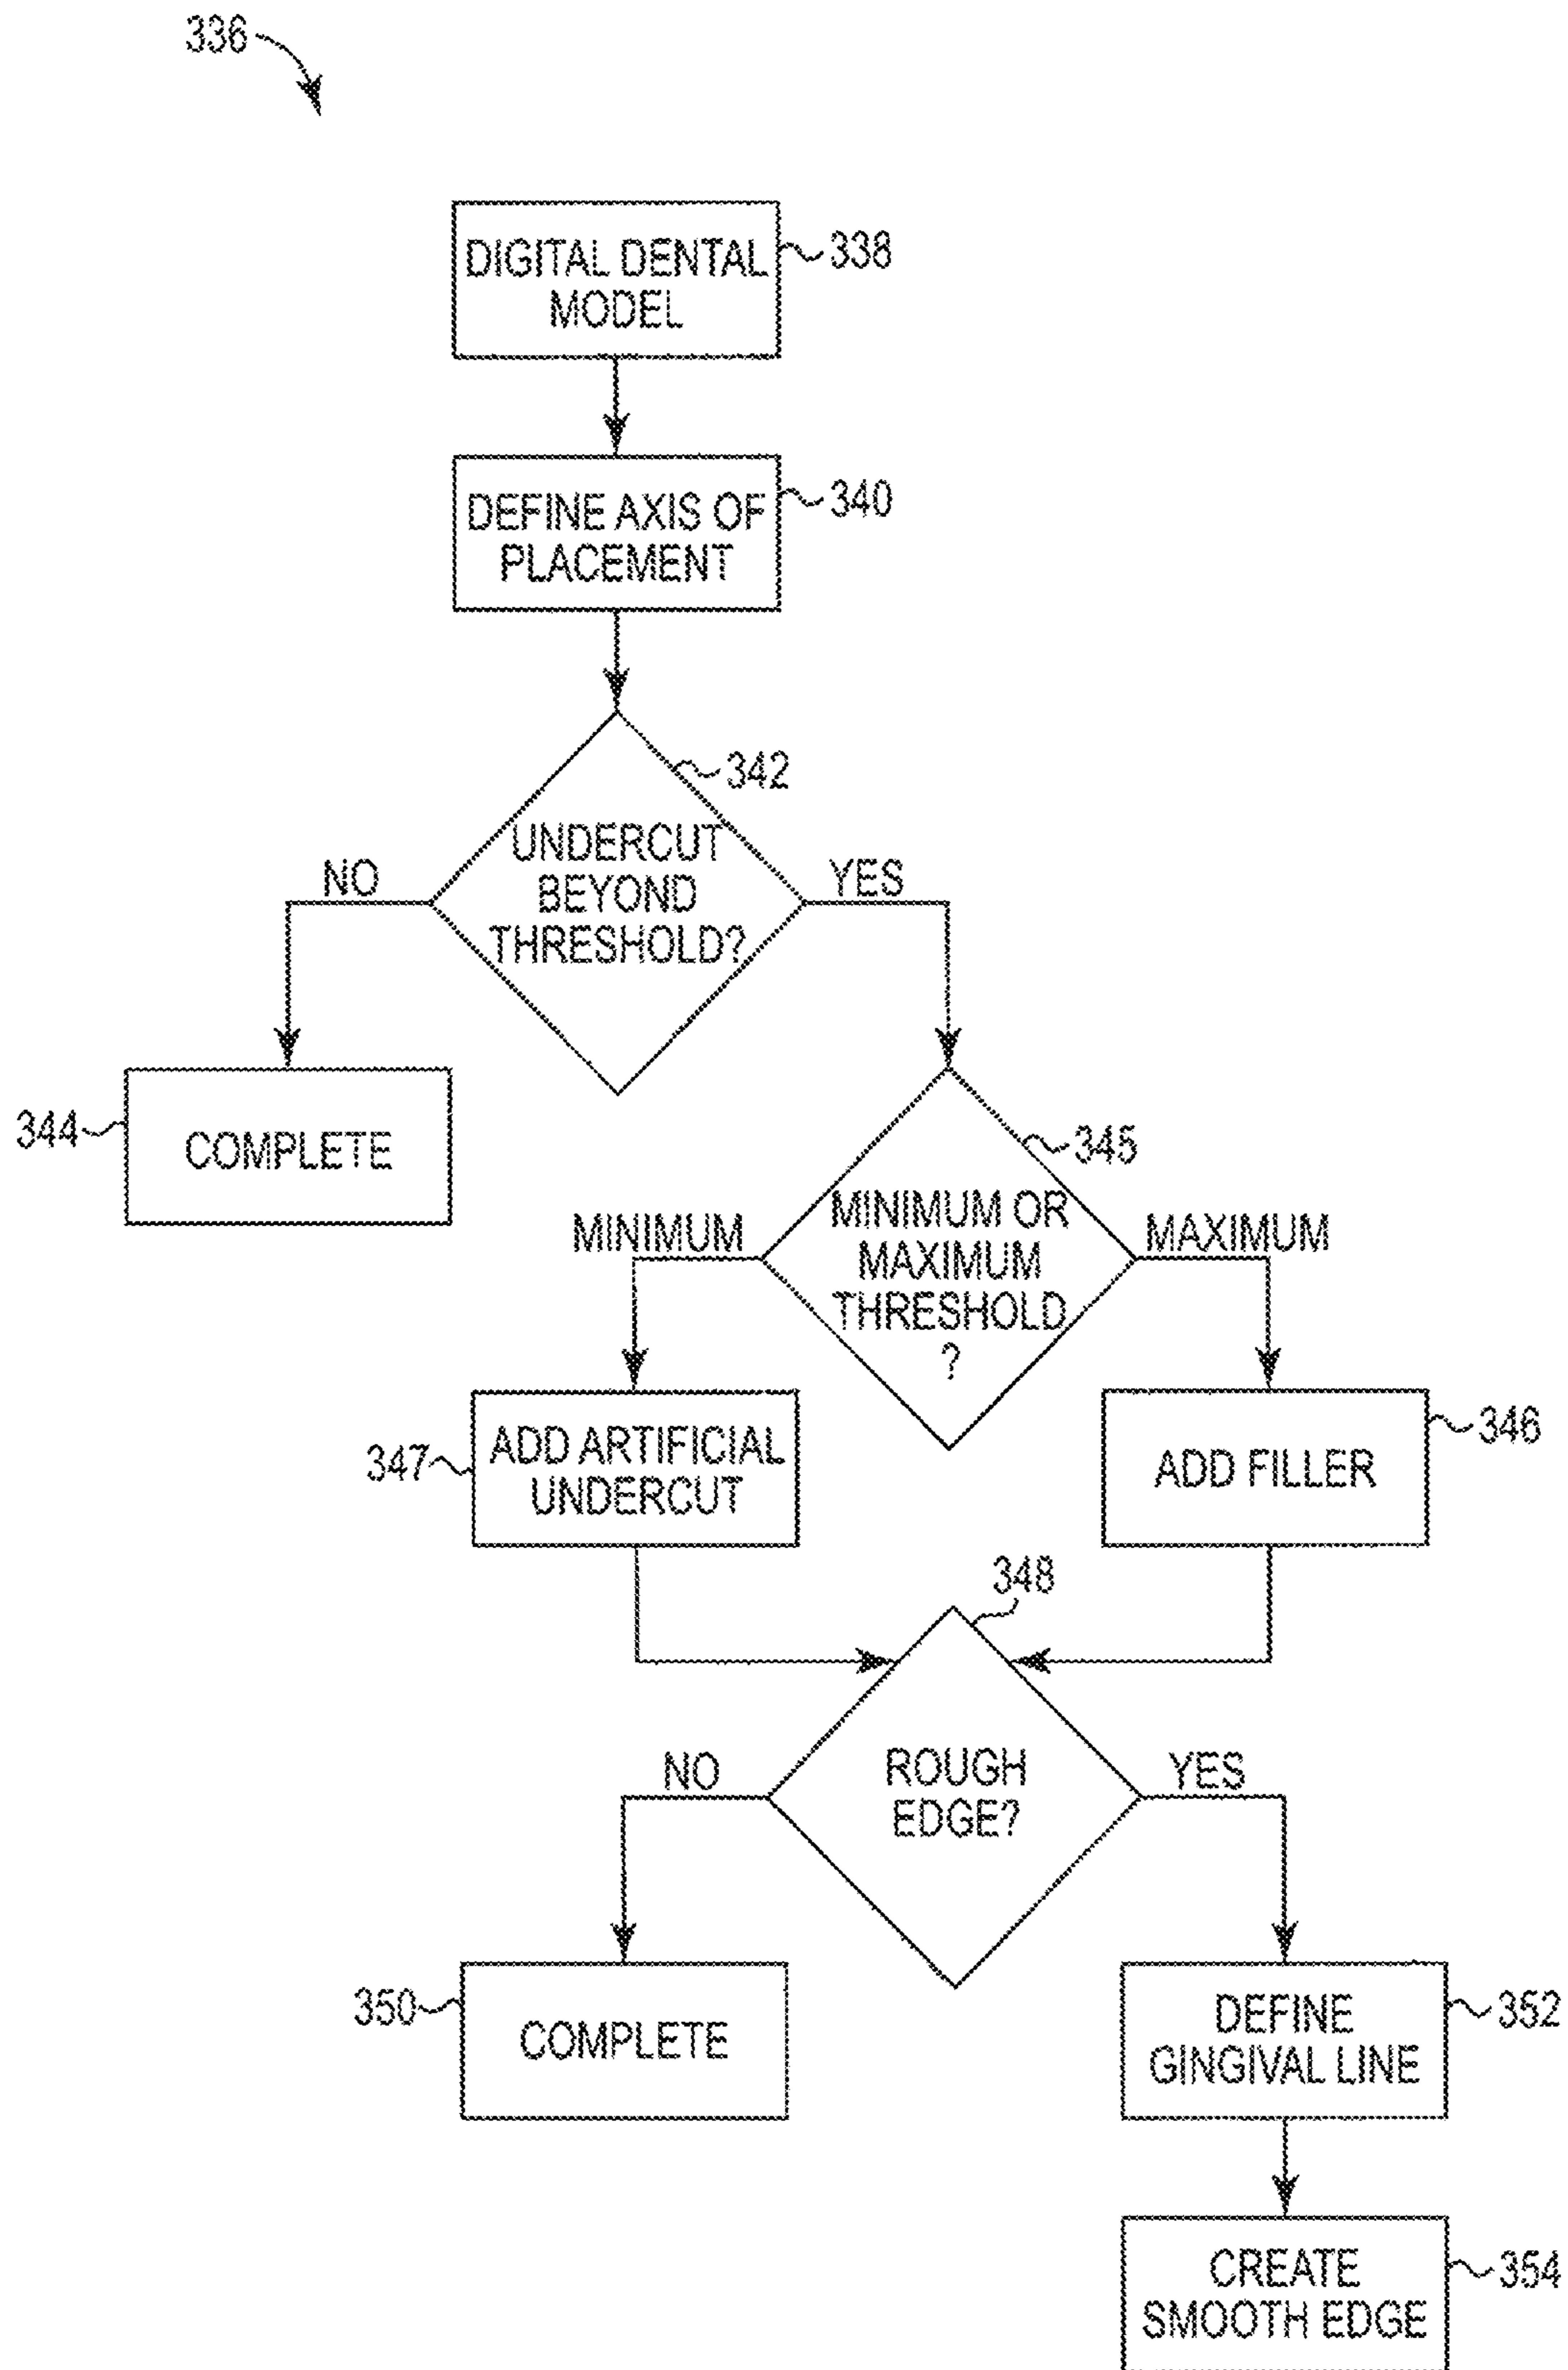 336
DIGITAL DENTAL
MODEL
338
DEFINE AXIS OF
PLACEMENT
340
342
UNDERCUT
BEYOND
THRESHOLD?
NO
YES
344
COMPLETE
345
MINIMUM OR
MAXIMUM
THRESHOLD
?
MINIMUM
MAXIMUM
347
ADD ARTIFICIAL
UNDERCUT
ADD FILLER
346
348
ROUGH
EDGE?
NO
YES
350
COMPLETE
DEFINE
GINGIVAL LINE
352
CREATE
SMOOTH EDGE
354